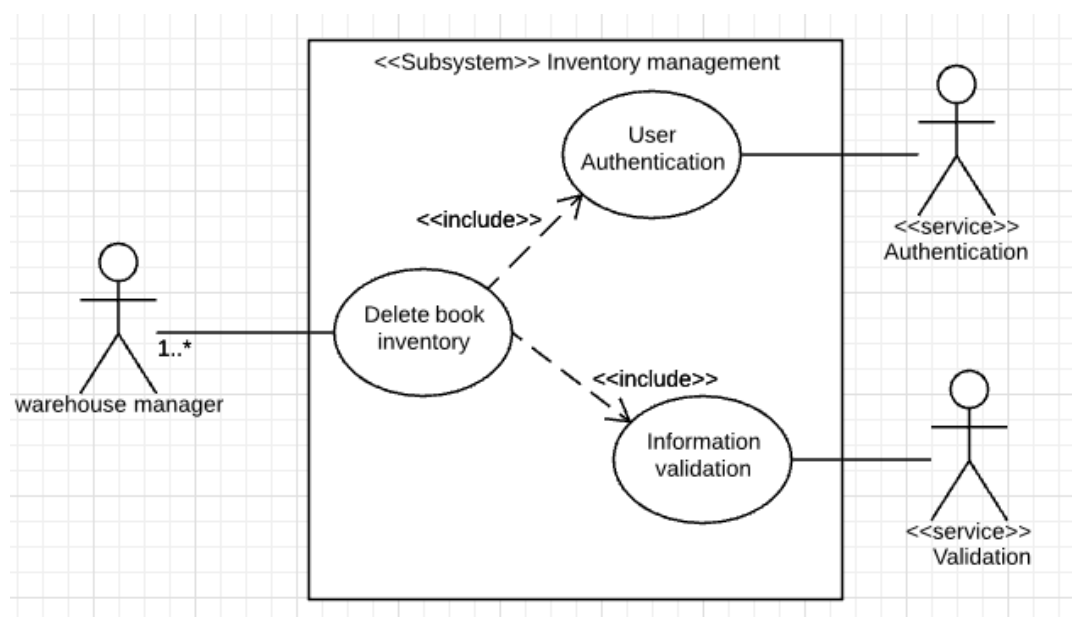 <<Subsystem>> Inventory management
User
Authentication
<<include>>
<<service>>
Authentication
Delete book
inventory
1..*
warehouse manager
<<include>>
Information
validation
<<service>>
Validation